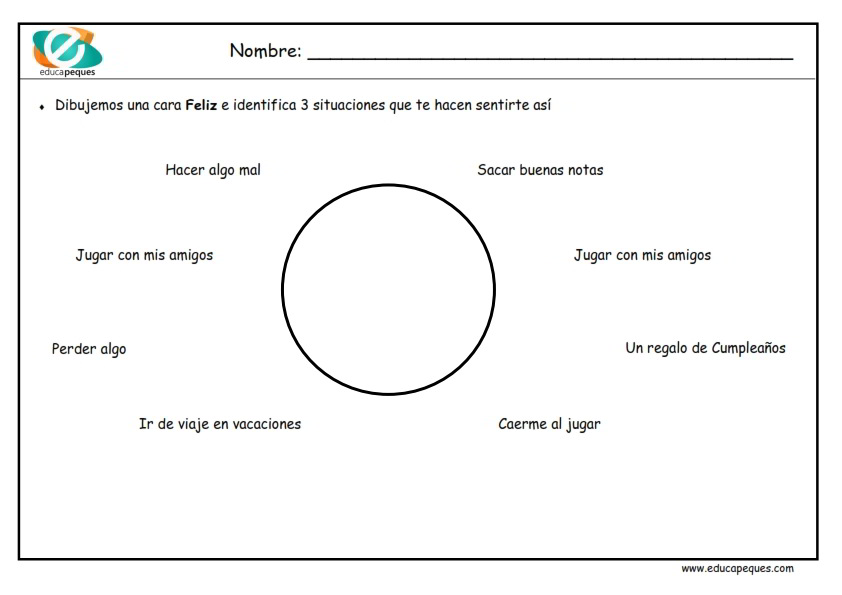 educapeques
Nombre: ______________________________________________
Dibujemos una cara Feliz e identifica 3 situaciones que te hacen sentirte así
Hacer algo mal
Sacar buenas notas
Jugar con mis amigos
Jugar con mis amigos
Perder algo
Un regalo de Cumpleaños
Ir de viaje en vacaciones
Caerme al jugar
www.educapeques.com